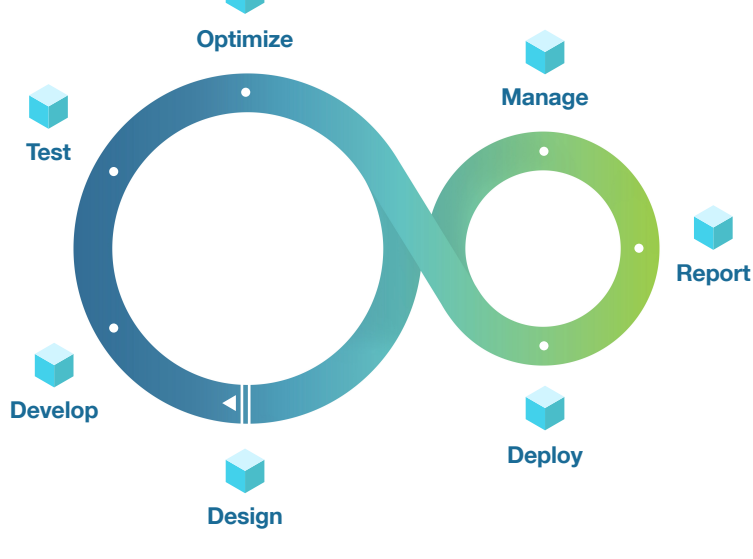 Optimize
Manage
Test
Report
Develop
Deploy
Design